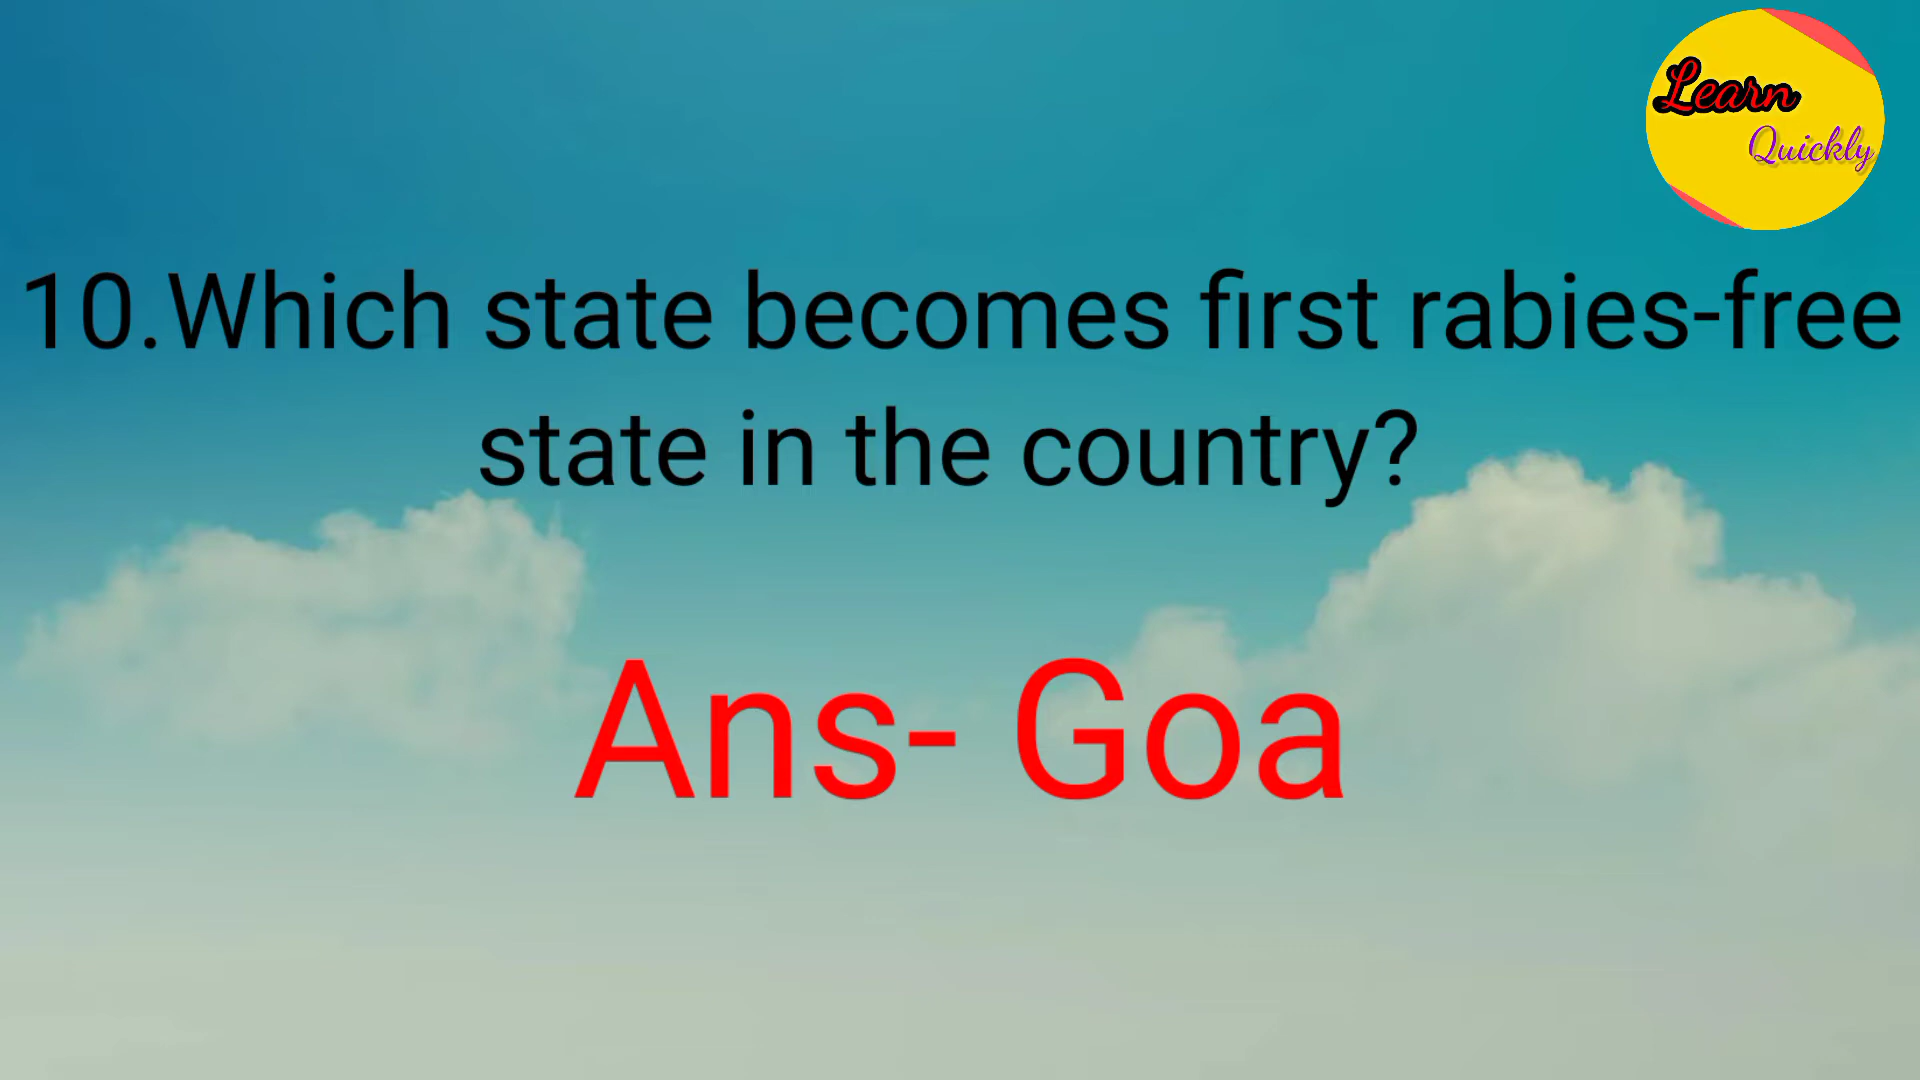 Learn
Quickly
10.Which state becomes first rabies-free
state in the country?
Ans- Goa